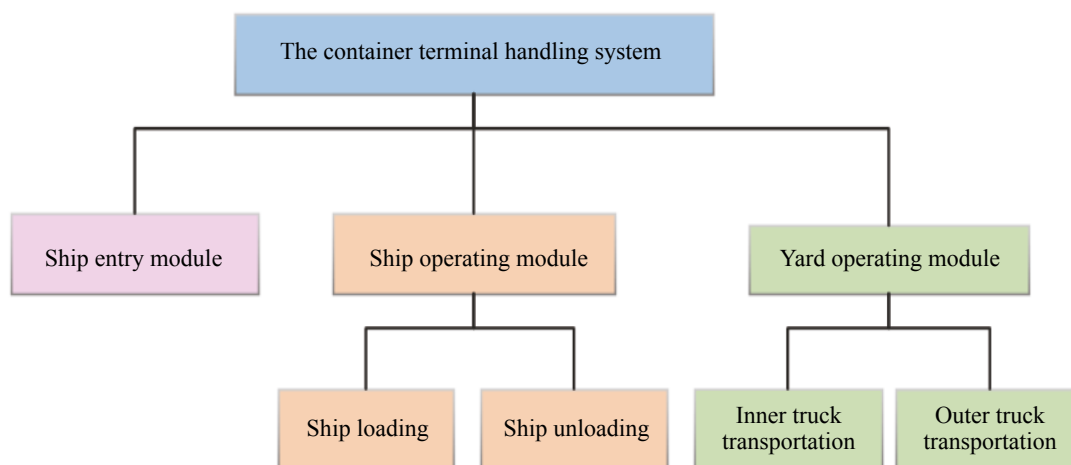 The container terminal handling system
Ship entry module
Ship operating module
Yard operating module
Ship loading
Ship unloading
Inner truck
transportation
Outer truck
transportation